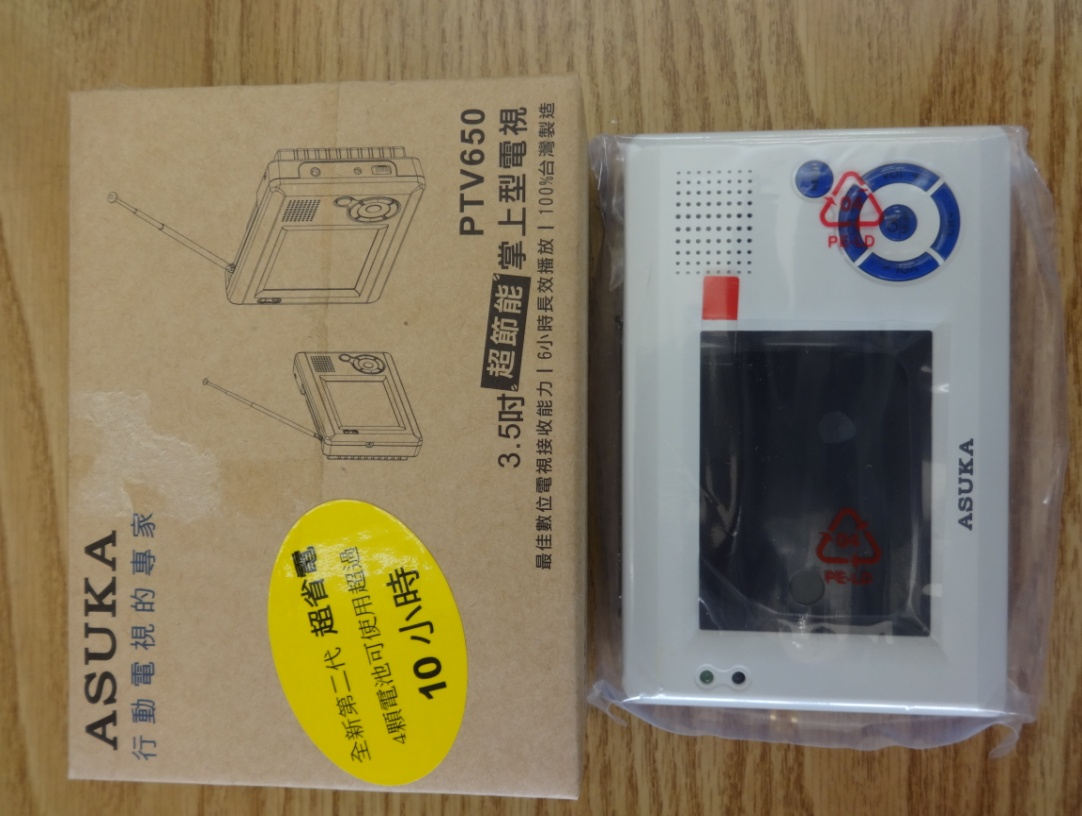 ASUKA
行動電視的專家
PTV650
3.5吋"超節能"掌上型電視
最佳數位電視接收能力 | 6小時長效播放 | 100%台灣製造
全新第二代 超省電
4顆電池可使用超過
10小時
ASUKA